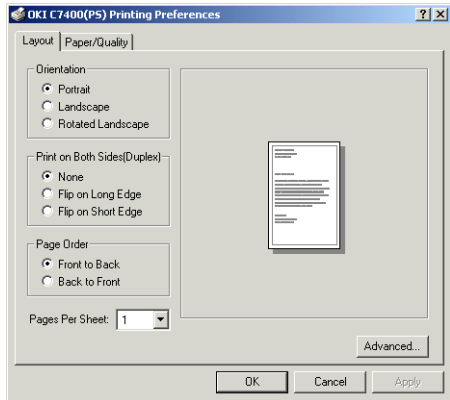 OKI C7400(PS) Printing Preferences
Layout
Paper/Quality
Orientation
Portrait
Landscape
Rotated Landscape
Print on Both Sides(Duplex)
None
Flip on Long Edge
Flip on Short Edge
Page Order
Front to Back
Back to Front
Pages Per Sheet: 1
Advanced...
OK
Cancel
Apply